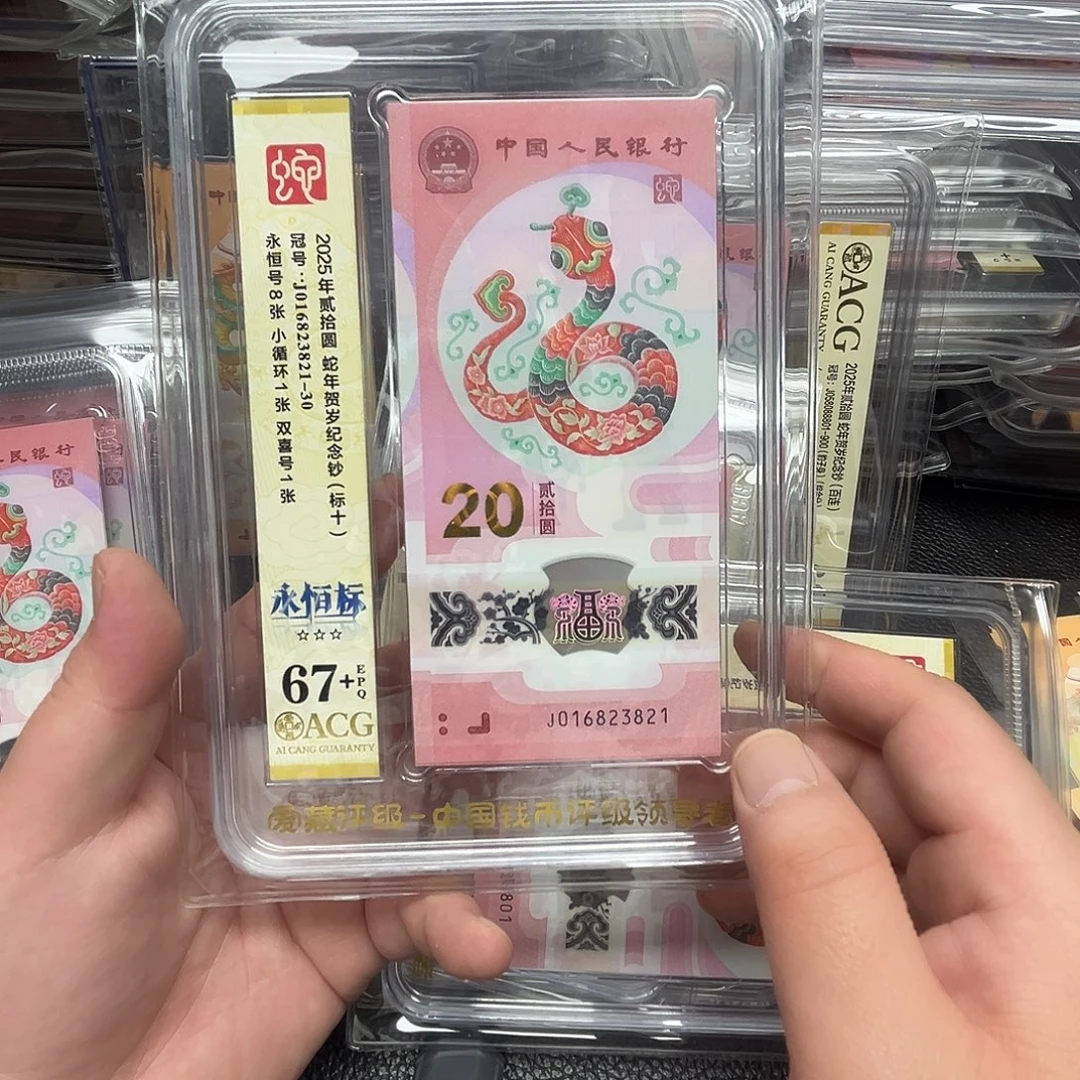 蛇
2025年贰拾圆 蛇年贺岁纪念钞（标十）
冠号：J016823821-30
永恒号8张 小循环1张 双喜号1张
永恒标
☆☆☆
67+
EPQ
ACG
AI CANG GUARANTY
爱藏评级-中国钱币评级领导者
中国人民银行
蛇
20
贰拾圆
福
J016823821
民银行
ACG
AI CANG GUARANTY
2025年贰拾圆 蛇年贺岁纪念钞（百连）
801